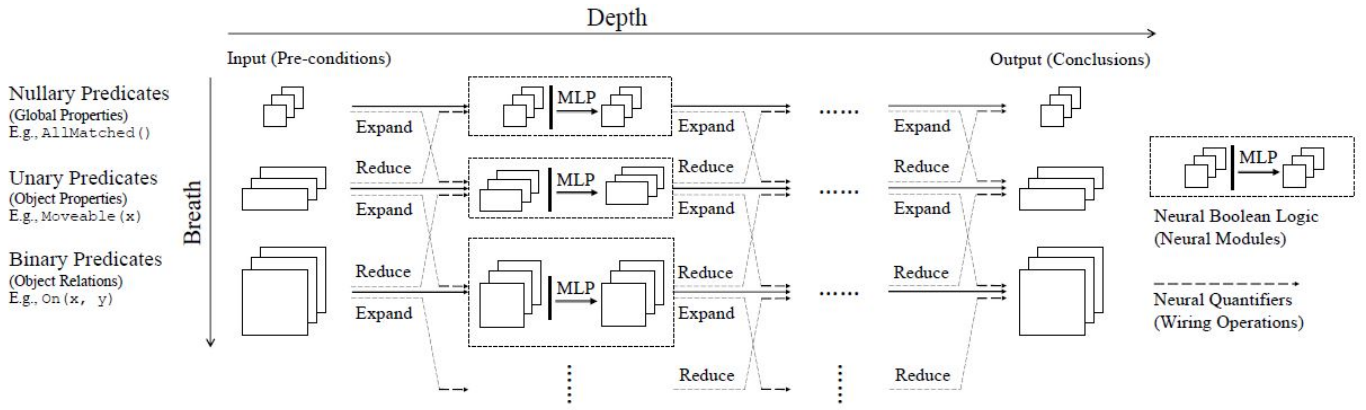 Depth
Input (Pre-conditions)
Output (Conclusions)
Breath
Nullary Predicates
(Global Properties)
E.g., AllMatched()
Expand
MLP
Expand
......
Expand
Reduce
Reduce
Reduce
Unary Predicates
(Object Properties)
E.g., Moveable(x)
Expand
MLP
Expand
......
Expand
Reduce
Reduce
Reduce
Binary Predicates
(Object Relations)
E.g., On(x, y)
Expand
MLP
Expand
......
Expand
Reduce
Reduce
MLP
Neural Boolean Logic
(Neural Modules)
Neural Quantifiers
(Wiring Operations)